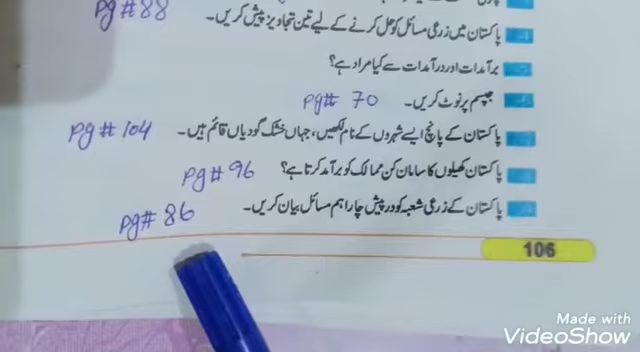 pg# 88
پاکستان میں زرعی مسائل کو حل کرنے کے لیے تین تجاویز پیش کریں۔
برآمدات اور درآمدات سے کیا مراد ہے؟
جپسم پر نوٹ کریں۔ pg# 70
پاکستان کے پانچ ایسے شہروں کے نام لکھیں، جہاں خشک گودیاں قائم ہیں۔ pg# 104
پاکستان کھیلوں کا سامان کن ممالک کو برآمد کرتا ہے؟ pg# 96
پاکستان کے زرعی شعبہ کو درپیش چار اہم مسائل بیان کریں۔ pg# 86
106
Made with
VideoShow